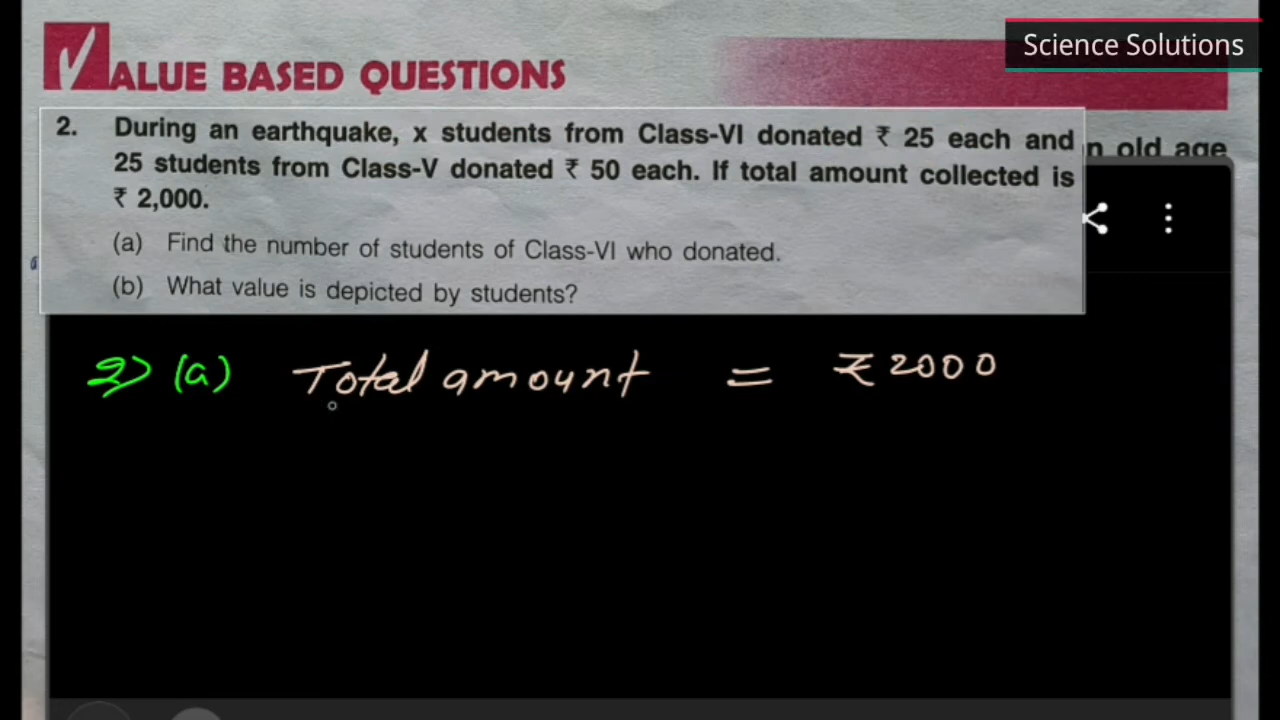 Science Solutions
VALUE BASED QUESTIONS
n old age
2. During an earthquake, x students from Class-VI donated ₹ 25 each and
25 students from Class-V donated ₹ 50 each. If total amount collected is
₹ 2,000.
(a) Find the number of students of Class-VI who donated.
(b) What value is depicted by students?
2) (a) Total amount = ₹ 2000